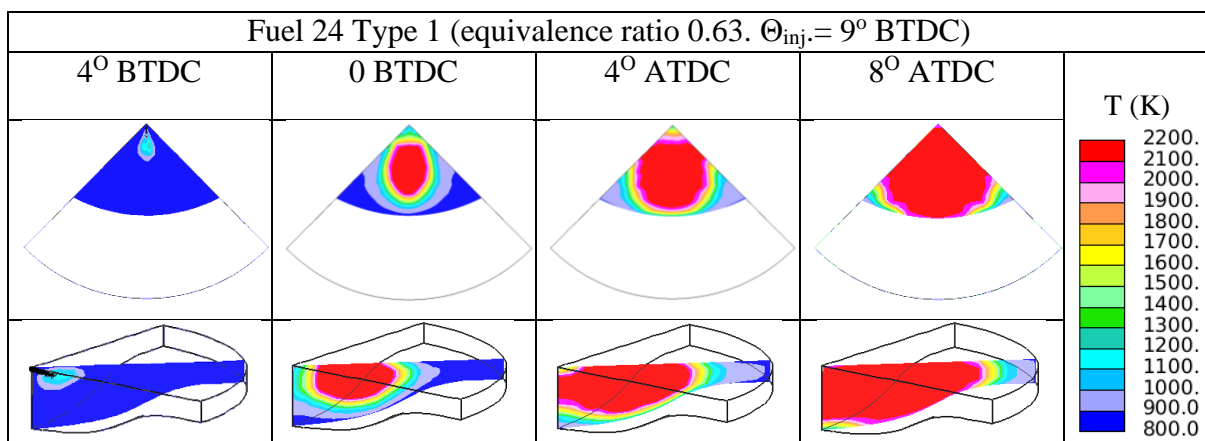 Fuel 24 Type 1 (equivalence ratio 0.63. Θinj.= 9º BTDC)
4º BTDC
0 BTDC
4º ATDC
8º ATDC
T (K)
2200.
2100.
2000.
1900.
1800.
1700.
1600.
1500.
1400.
1300.
1200.
1100.
1000.
900.0
800.0